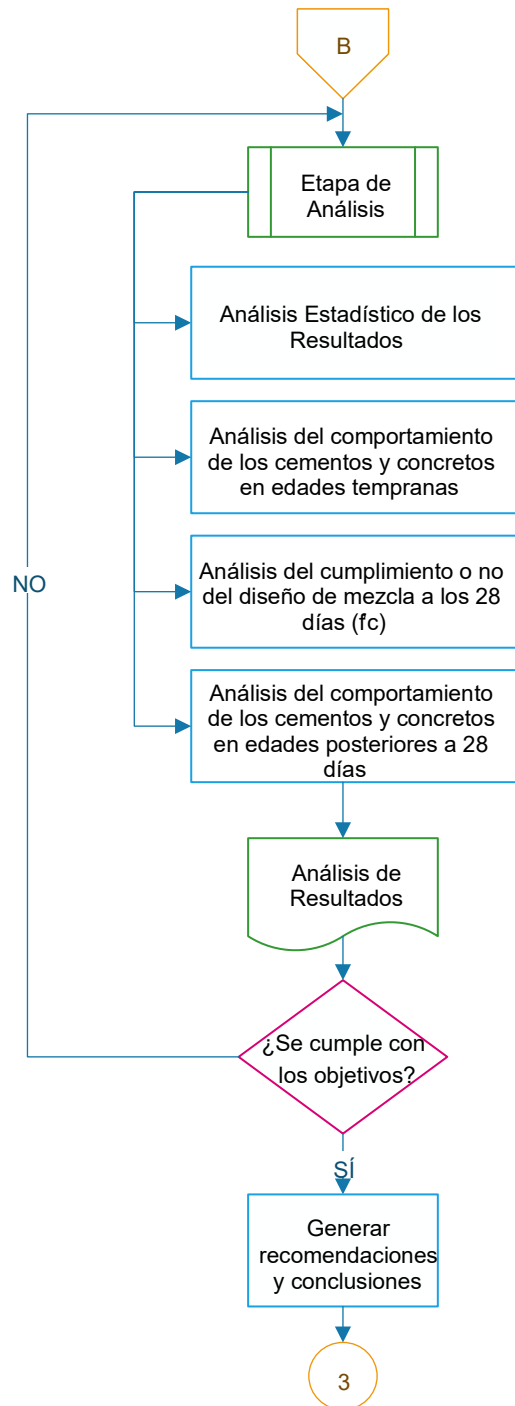 B
Etapa de
Análisis
Análisis Estadístico de los
Resultados
Análisis del comportamiento
de los cementos y concretos
en edades tempranas
Análisis del cumplimiento o no
del diseño de mezcla a los 28
días (f'c)
NO
Análisis del comportamiento
de los cementos y concretos
en edades posteriores a 28
días
Análisis de
Resultados
¿Se cumple con
los objetivos?
SÍ
Generar
recomendaciones
y conclusiones
3